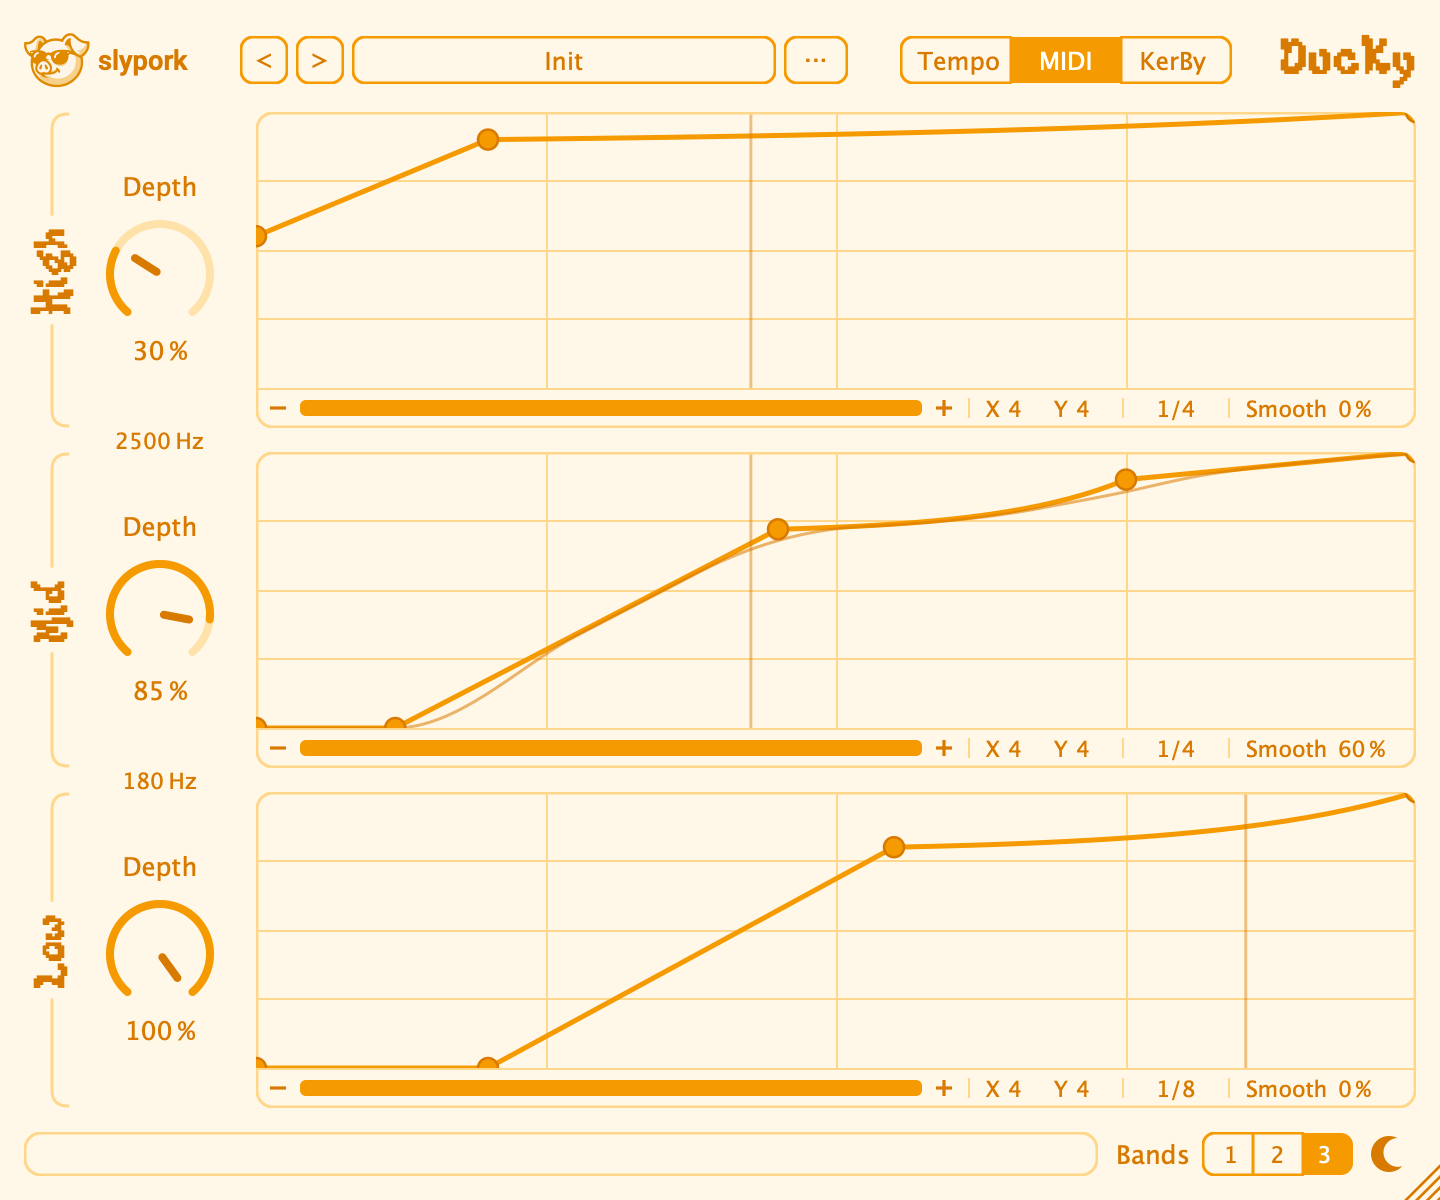 slypork < > Init ... Tempo MIDI KerBy Ducky
High
Depth
30 %
− + X 4 Y 4 1/4 Smooth 0 %
2500 Hz
Mid
Depth
85 %
− + X 4 Y 4 1/4 Smooth 60 %
180 Hz
Low
Depth
100 %
− + X 4 Y 4 1/8 Smooth 0 %
Bands 1 2 3